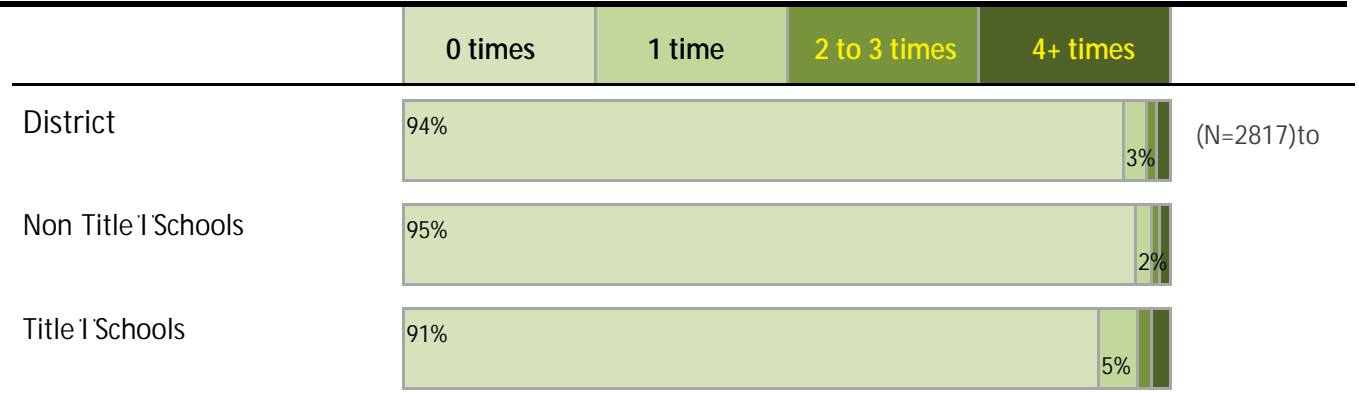 0 times 1 time 2 to 3 times 4+ times
District 94% 3% (N=2817)to
Non Title I Schools 95% 2%
Title I Schools 91% 5%